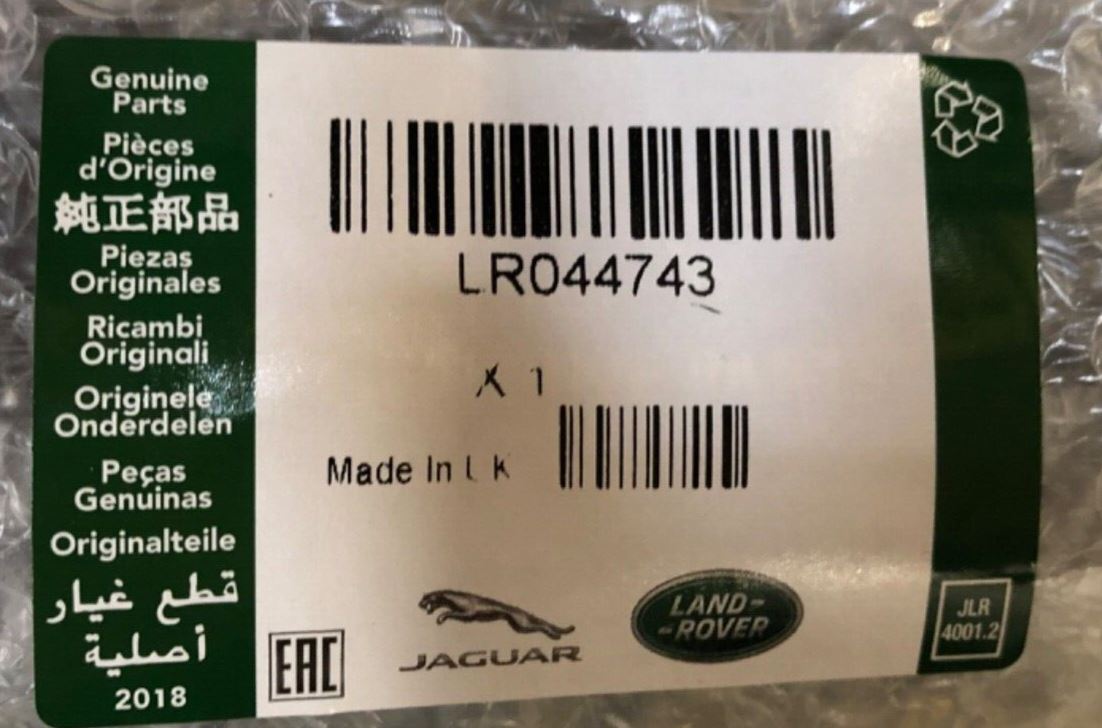 Genuine
Parts
Pièces
d'Origine
純正部品
Piezas
Originales
Ricambi
Originali
Originele
Onderdelen
Peças
Genuinas
Originalteile
قطع غيار
أصلية
2018
LR044743
X 1
Made In UK
EAC
JAGUAR
LAND-
-ROVER
JLR
4001.2